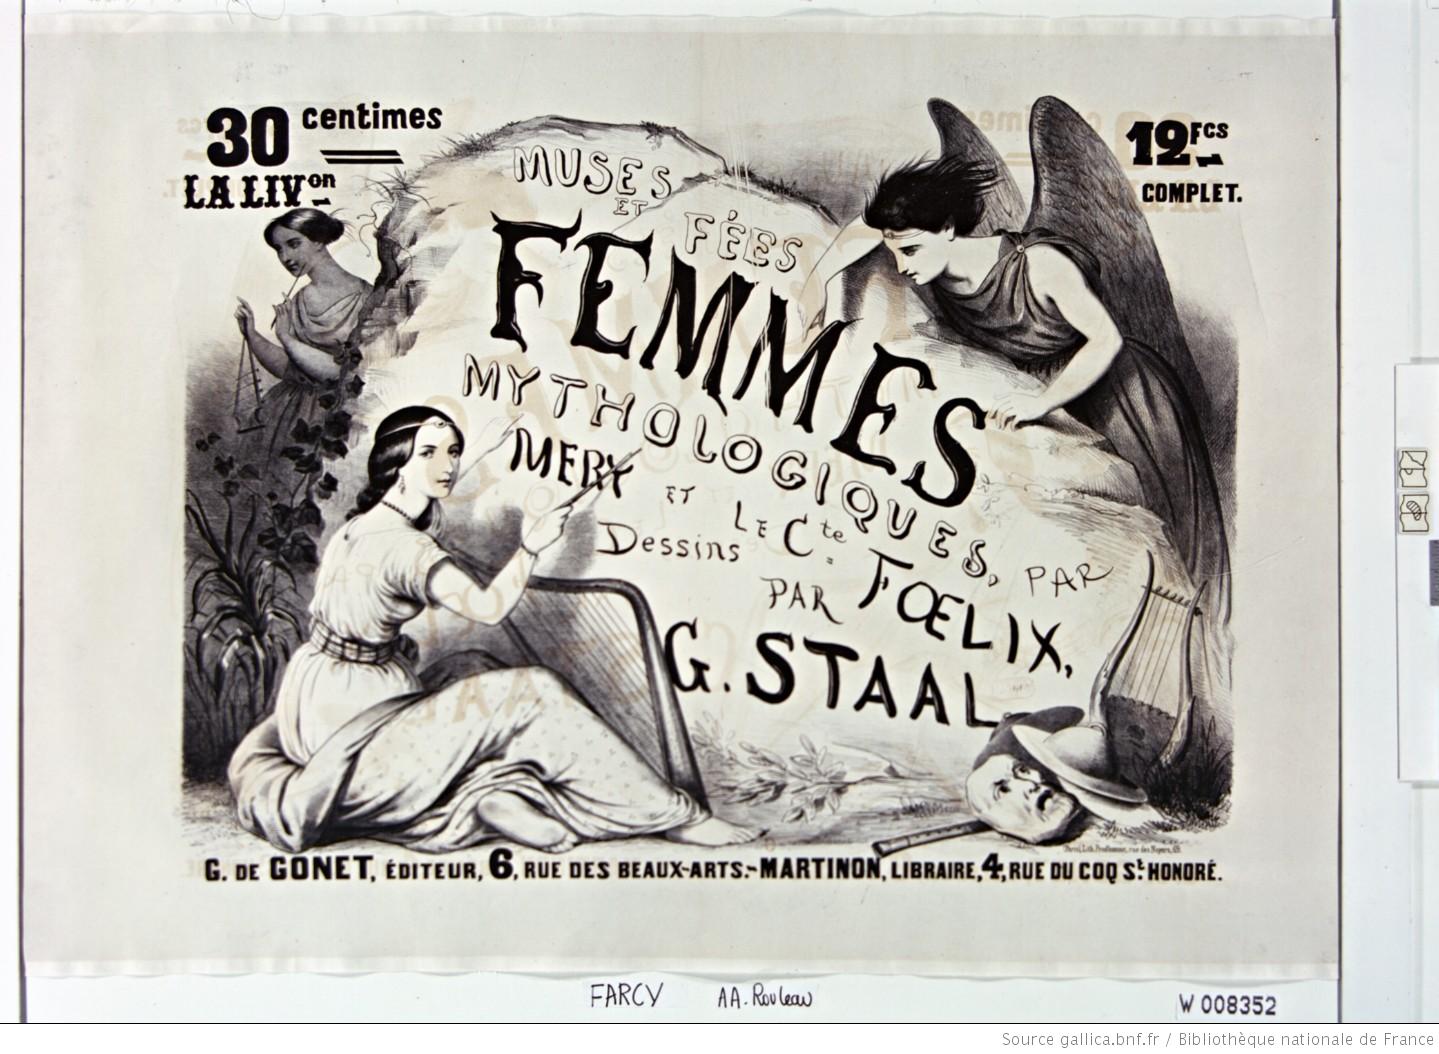 30 centimes
LA LIVon
12Fcs
COMPLET.
MUSES
ET
FÉES
FEMMES
MYTHOLOGIQUES, PAR
MERY ET LE Cte FŒLIX,
Dessins
PAR
G. STAAL
G. DE GONET, ÉDITEUR, 6, RUE DES BEAUX-ARTS.-MARTINON, LIBRAIRE, 4, RUE DU COQ St HONORÉ.
FARCY AA. Rouleau
W 008352
Source gallica.bnf.fr / Bibliothèque nationale de France